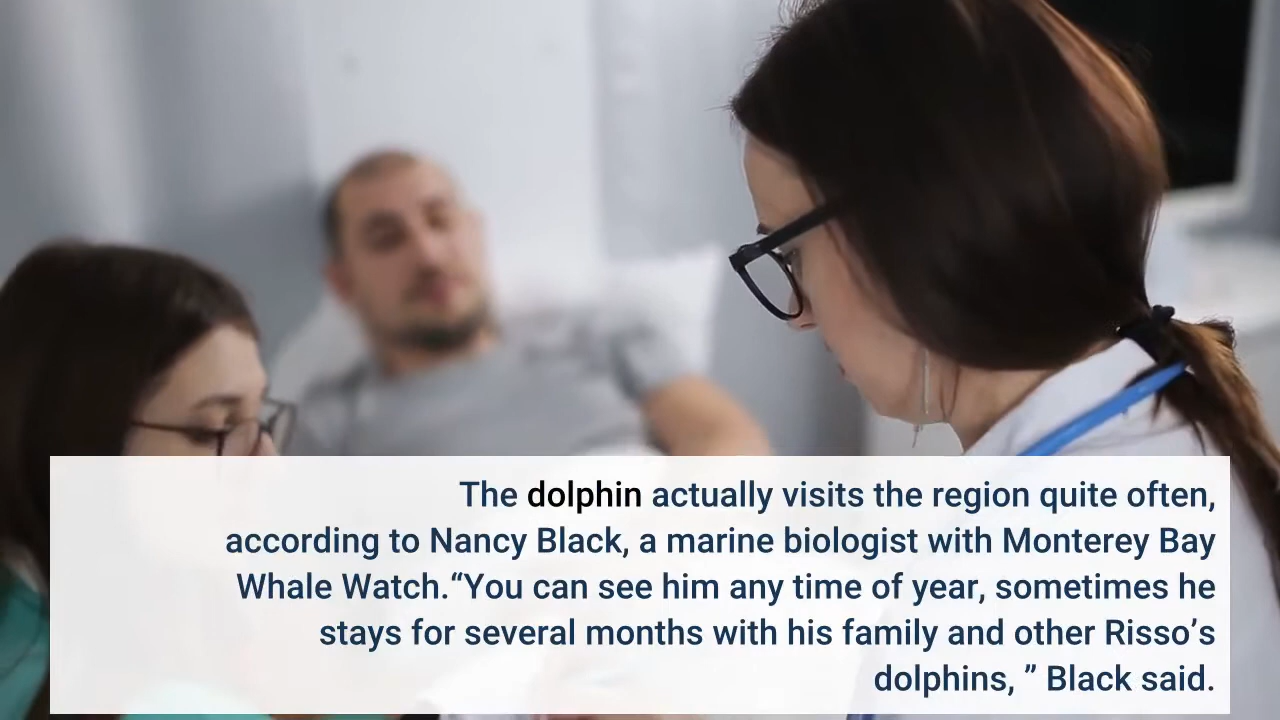 The dolphin actually visits the region quite often,
according to Nancy Black, a marine biologist with Monterey Bay
Whale Watch.“You can see him any time of year, sometimes he
stays for several months with his family and other Risso’s
dolphins, ” Black said.